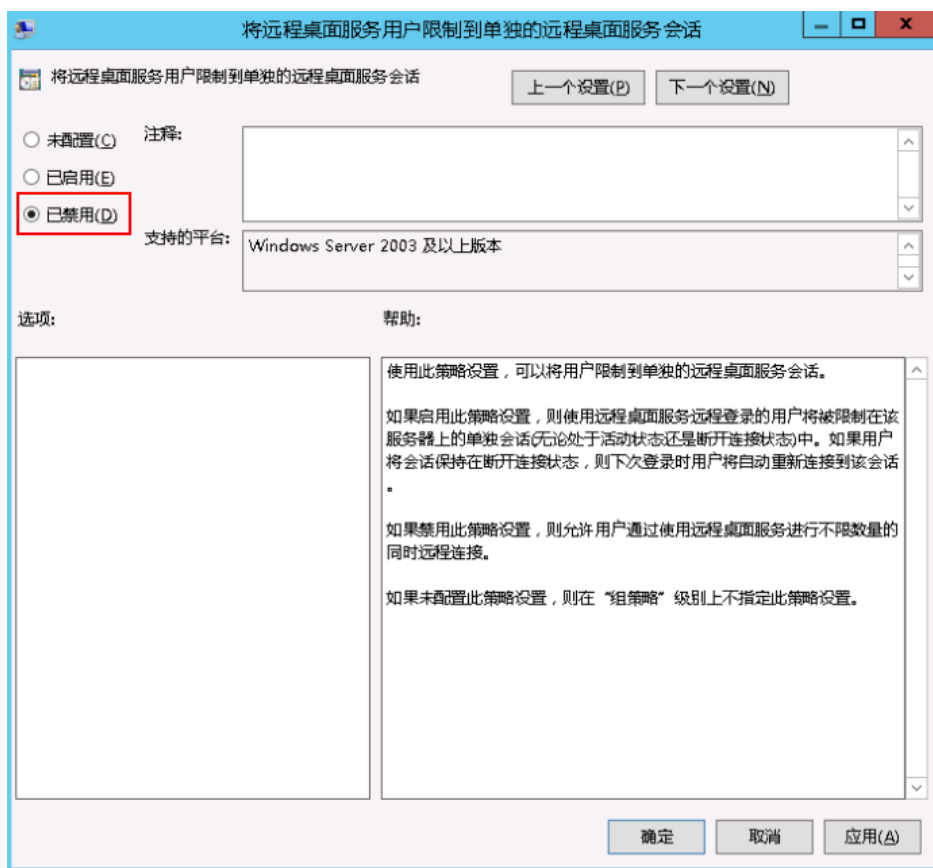 将远程桌面服务用户限制到单独的远程桌面服务会话
将远程桌面服务用户限制到单独的远程桌面服务会话
上一个设置(P)
下一个设置(N)
未配置(C)
注释:
已启用(E)
已禁用(D)
支持的平台:
Windows Server 2003 及以上版本
选项:
帮助:
使用此策略设置，可以将用户限制到单独的远程桌面服务会话。
如果启用此策略设置，则使用远程桌面服务远程登录的用户将被限制在该
服务器上的单独会话(无论处于活动状态还是断开连接状态)中。如果用户
将会话保持在断开连接状态，则下次登录时用户将自动重新连接到该会话
。
如果禁用此策略设置，则允许用户通过使用远程桌面服务进行不限数量的
同时远程连接。
如果未配置此策略设置，则在“组策略”级别上不指定此策略设置。
确定
取消
应用(A)